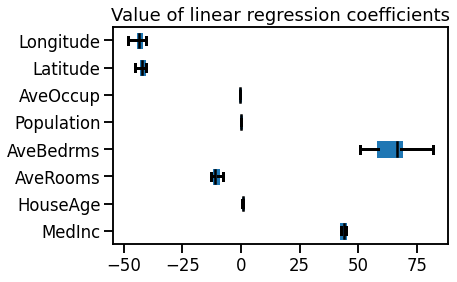 Value of linear regression coefficients
Longitude
Latitude
AveOccup
Population
AveBedrms
AveRooms
HouseAge
MedInc
−50 −25 0 25 50 75